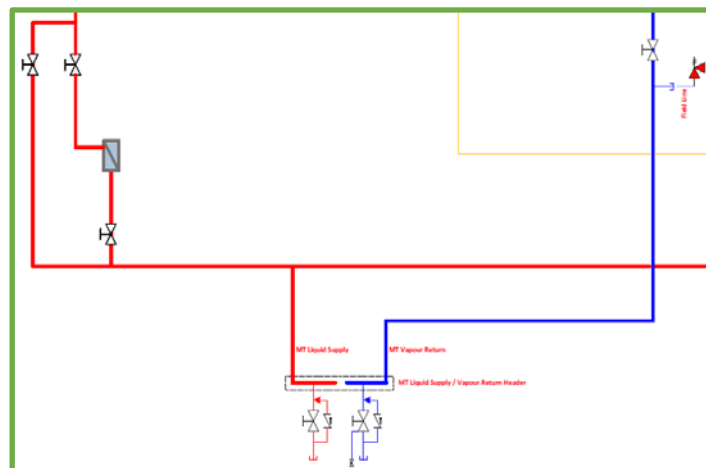 Field Line
MT Liquid Supply
MT Vapour Return
MT Liquid Supply / Vapour Return Header